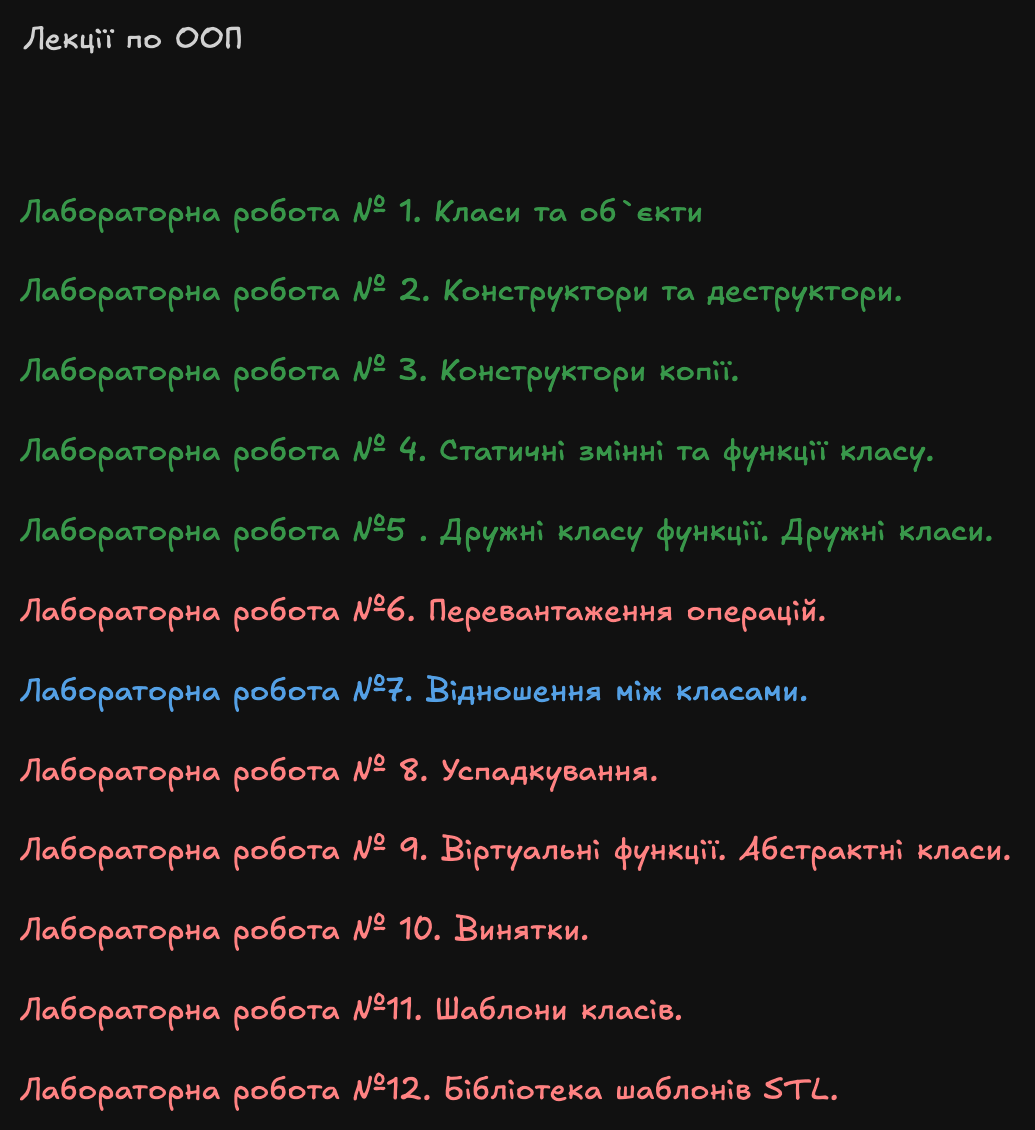 Лекції по ООП
Лабораторна робота № 1. Класи та об`єкти
Лабораторна робота № 2. Конструктори та деструктори.
Лабораторна робота № 3. Конструктори копії.
Лабораторна робота № 4. Статичні змінні та функції класу.
Лабораторна робота №5 . Дружні класу функції. Дружні класи.
Лабораторна робота №6. Перевантаження операцій.
Лабораторна робота №7. Відношення між класами.
Лабораторна робота № 8. Успадкування.
Лабораторна робота № 9. Віртуальні функції. Абстрактні класи.
Лабораторна робота № 10. Винятки.
Лабораторна робота №11. Шаблони класів.
Лабораторна робота №12. Бібліотека шаблонів STL.